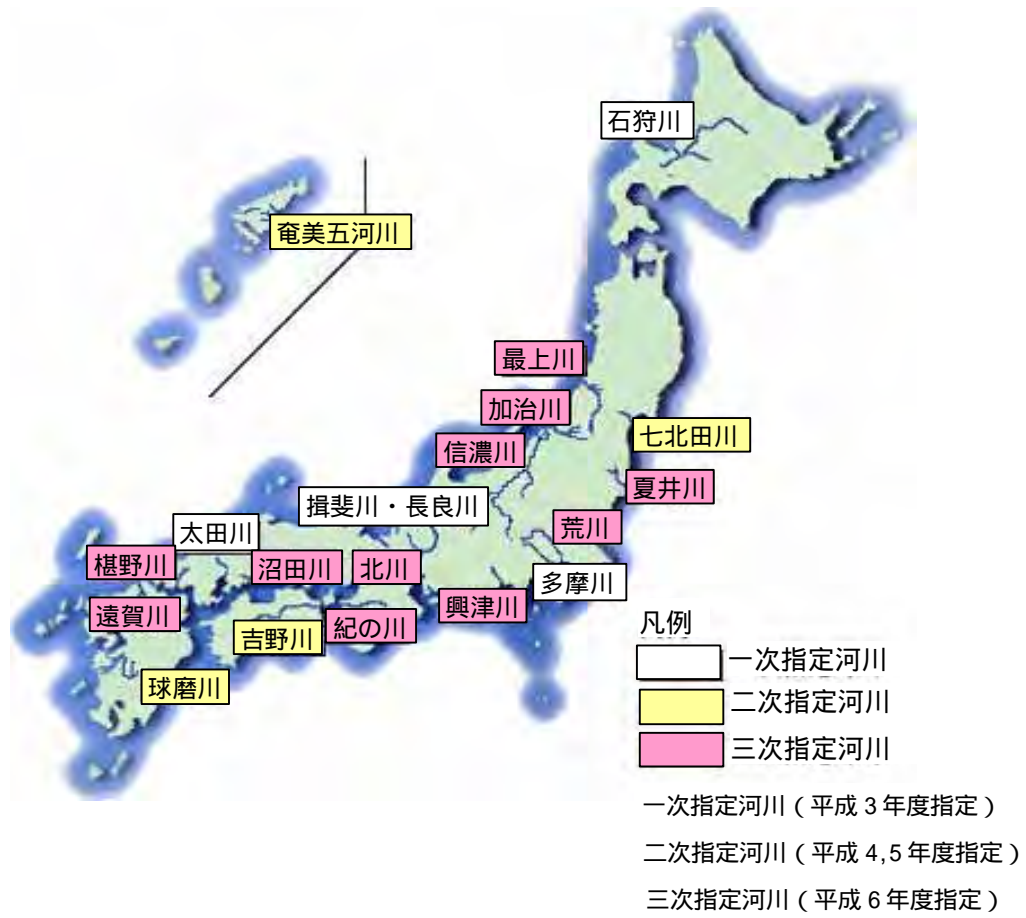 石狩川
奄美五河川
最上川
加治川
七北田川
信濃川
夏井川
揖斐川・長良川
荒川
太田川
椹野川
沼田川
北川
多摩川
興津川
遠賀川
紀の川
吉野川
球磨川
凡例
一次指定河川
二次指定河川
三次指定河川
一次指定河川(平成3年度指定)
二次指定河川(平成4,5年度指定)
三次指定河川(平成6年度指定)